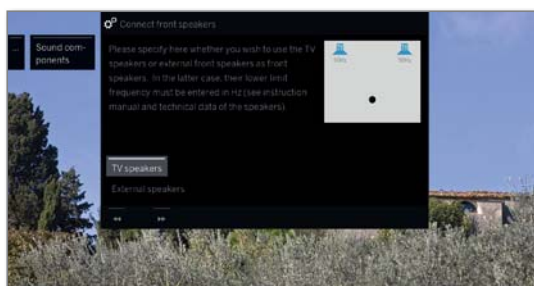 Connect front speakers
... Sound com-
ponents
Please specify here whether you wish to use the TV
speakers or external front speakers as front
speakers. In the latter case, their lower limit
frequency must be entered in Hz (see instruction
manual and technical data of the speakers).
TV speakers
External speakers